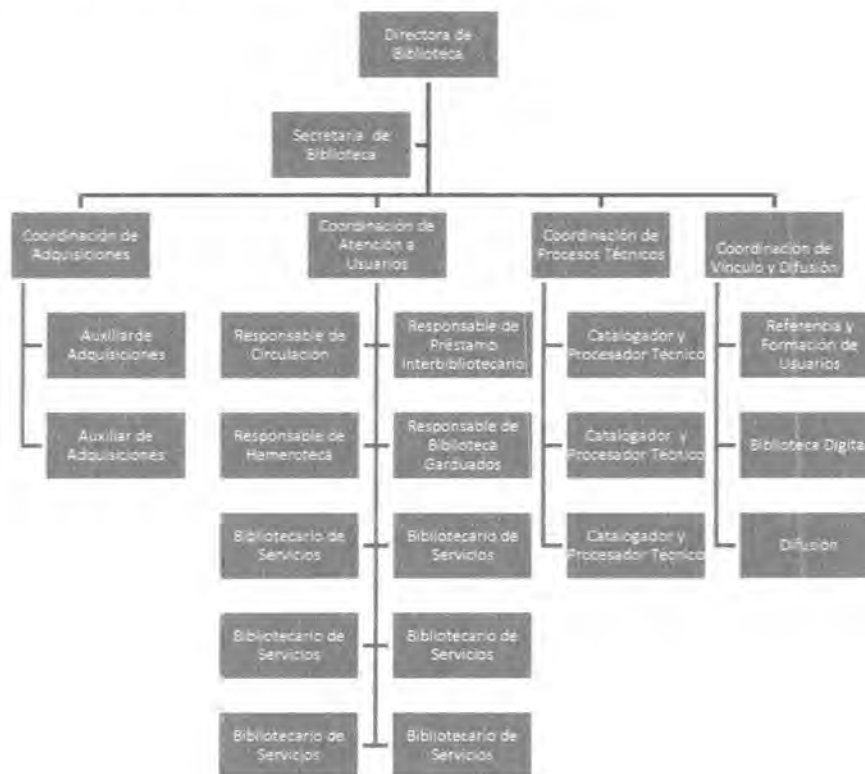 Directora de
Biblioteca
Secretaria de
Biblioteca
Coordinación de
Adquisiciones
Coordinación de
Atención a
Usuarios
Coordinación de
Procesos Técnicos
Coordinación de
Vínculo y Difusión
Auxiliar de
Adquisiciones
Auxiliar de
Adquisiciones
Responsable de
Circulación
Responsable de
Préstamo
Interbibliotecario
Responsable de
Hemeroteca
Responsable de
Biblioteca
Garduados
Bibliotecario de
Servicios
Bibliotecario de
Servicios
Bibliotecario de
Servicios
Bibliotecario de
Servicios
Bibliotecario de
Servicios
Bibliotecario de
Servicios
Catalogador y
Procesador Técnico
Catalogador y
Procesador Técnico
Catalogador y
Procesador Técnico
Referencia y
Formación de
Usuarios
Biblioteca Digital
Difusión